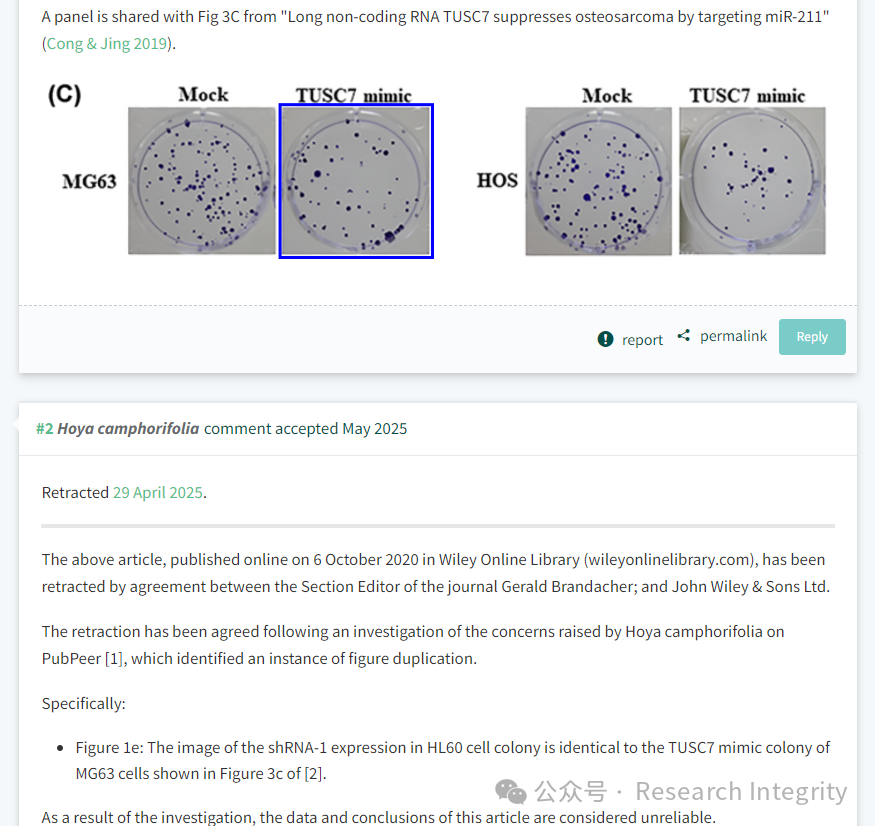 A panel is shared with Fig 3C from "Long non-coding RNA TUSC7 suppresses osteosarcoma by targeting miR-211"
(Cong & Jing 2019).
(C)
Mock
TUSC7 mimic
Mock
TUSC7 mimic
MG63
HOS
report
permalink
Reply
#2 Hoya camphorifolia comment accepted May 2025
Retracted 29 April 2025.
The above article, published online on 6 October 2020 in Wiley Online Library (wileyonlinelibrary.com), has been
retracted by agreement between the Section Editor of the journal Gerald Brandacher; and John Wiley & Sons Ltd.
The retraction has been agreed following an investigation of the concerns raised by Hoya camphorifolia on
PubPeer [1], which identified an instance of figure duplication.
Specifically:
• Figure 1e: The image of the shRNA-1 expression in HL60 cell colony is identical to the TUSC7 mimic colony of
MG63 cells shown in Figure 3c of [2].
公众号 · Research Integrity
As a result of the investigation, the data and conclusions of this article are considered unreliable.